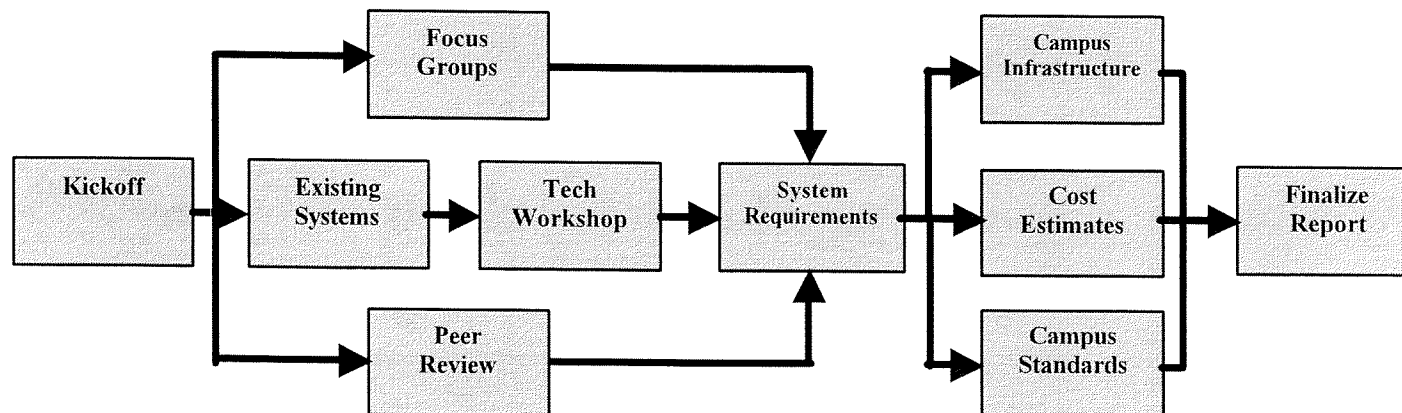 Focus
Groups
Campus
Infrastructure
Kickoff
Existing
Systems
Tech
Workshop
System
Requirements
Cost
Estimates
Finalize
Report
Peer
Review
Campus
Standards